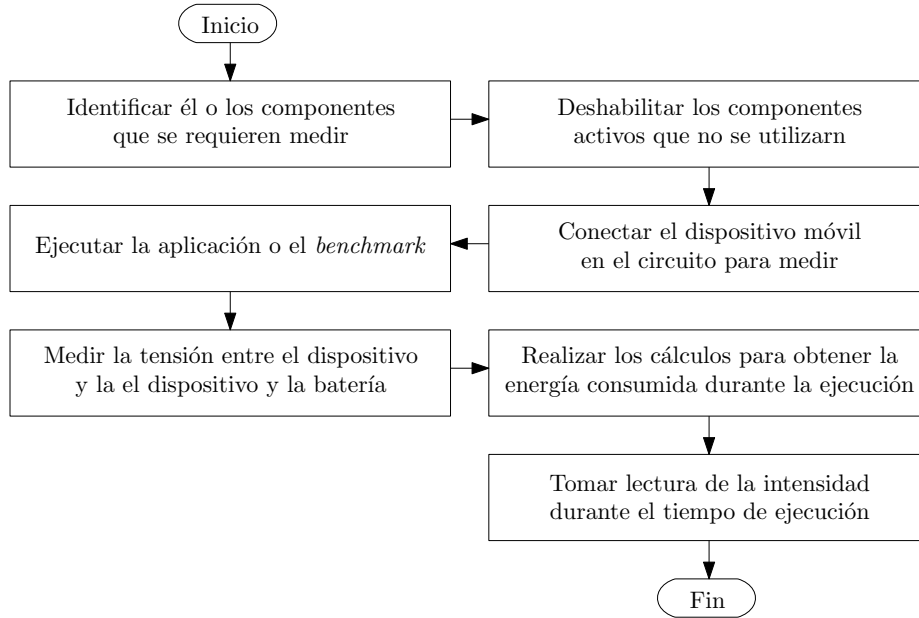 Inicio
Identificar él o los componentes
que se requieren medir
Deshabilitar los componentes
activos que no se utilizarn
Conectar el dispositivo móvil
en el circuito para medir
Ejecutar la aplicación o el benchmark
Medir la tensión entre el dispositivo
y la el dispositivo y la batería
Realizar los cálculos para obtener la
energía consumida durante la ejecución
Tomar lectura de la intensidad
durante el tiempo de ejecución
Fin